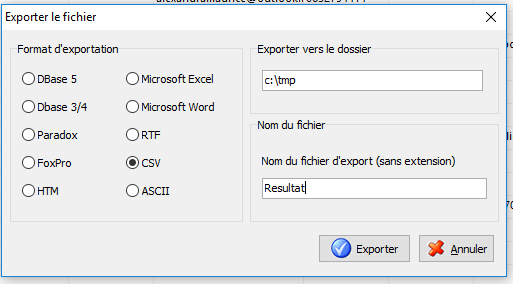 Exporter le fichier
Format d'exportation
DBase 5
Microsoft Excel
Dbase 3/4
Microsoft Word
Paradox
RTF
FoxPro
CSV
HTM
ASCII
Exporter vers le dossier
c:\tmp
Nom du fichier
Nom du fichier d'export (sans extension)
Resultat
Exporter
Annuler